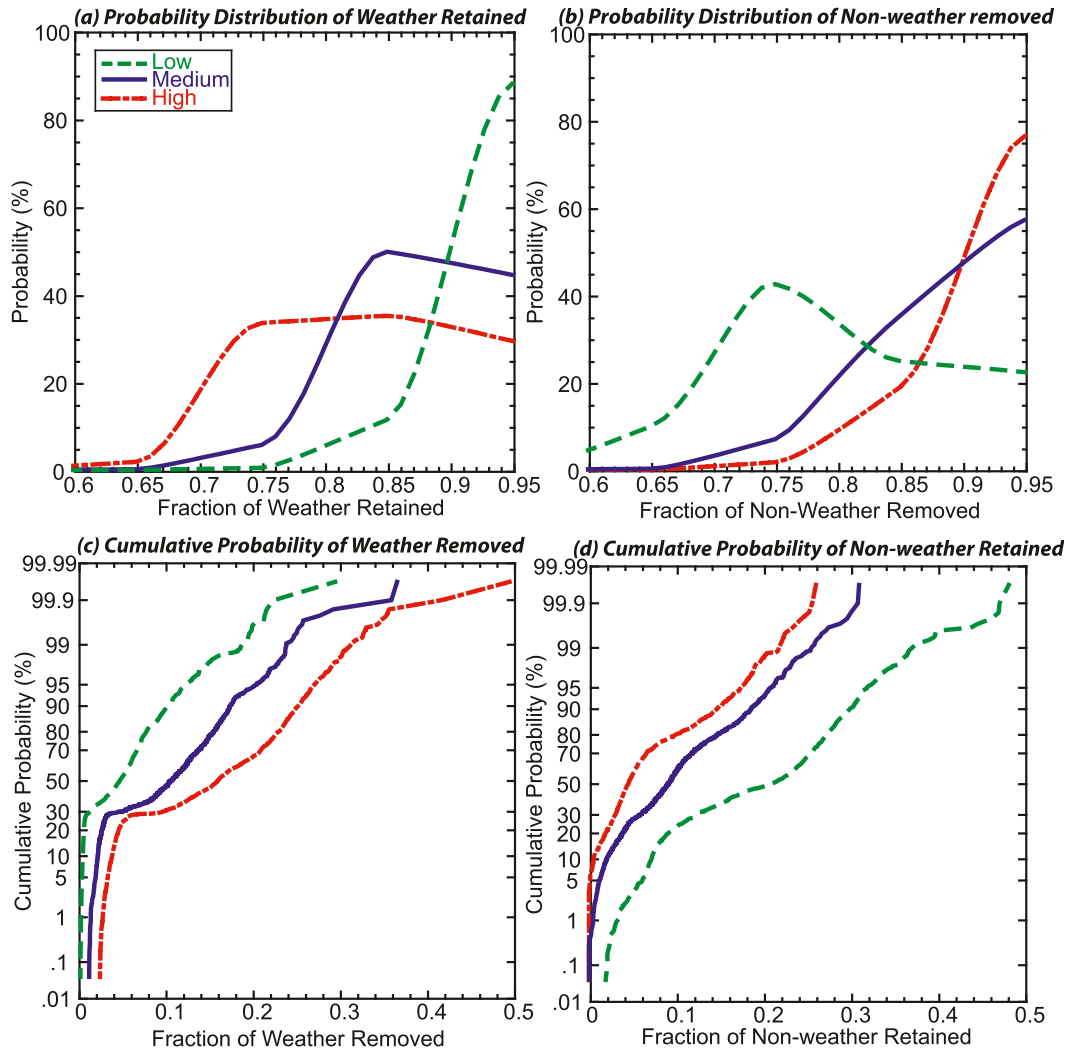 (a) Probability Distribution of Weather Retained
100
80
60
40
20
0
Probability (%)
Low
Medium
High
0.6 0.65 0.7 0.75 0.8 0.85 0.9 0.95
Fraction of Weather Retained
(b) Probability Distribution of Non-weather removed
100
80
60
40
20
0
Probability (%)
0.6 0.65 0.7 0.75 0.8 0.85 0.9 0.95
Fraction of Non-Weather Removed
(c) Cumulative Probability of Weather Removed
99.99
99.9
99
95
90
80
70
50
30
20
10
5
1
.1
.01
Cumulative Probability (%)
0 0.1 0.2 0.3 0.4 0.5
Fraction of Weather Removed
(d) Cumulative Probability of Non-weather Retained
99.99
99.9
99
95
90
80
70
50
30
20
10
5
1
.1
.01
Cumulative Probability (%)
0 0.1 0.2 0.3 0.4 0.5
Fraction of Non-weather Retained